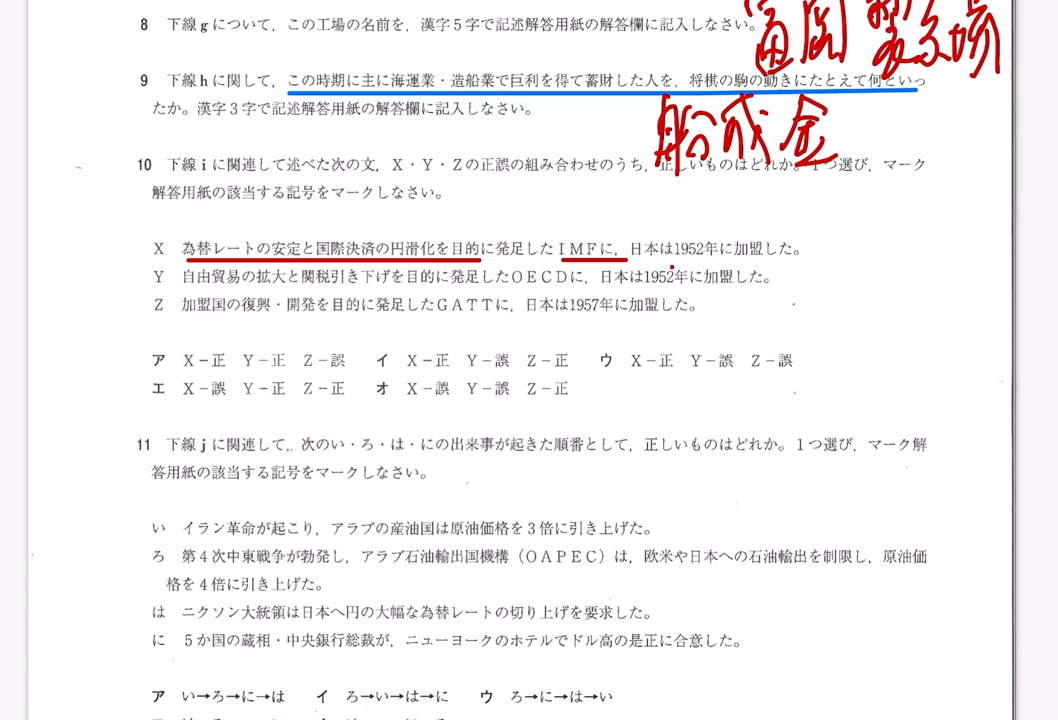 富岡製糸場
8 下線ｇについて，この工場の名前を，漢字５字で記述解答用紙の解答欄に記入しなさい。
9 下線ｈに関して，この時期に主に海運業・造船業で巨利を得て蓄財した人を，将棋の駒の動きにたとえて何といっ
たか。漢字３字で記述解答用紙の解答欄に記入しなさい。
船成金
10 下線ｉに関連して述べた次の文，Ｘ・Ｙ・Ｚの正誤の組み合わせのうち，正しいものはどれか。１つ選び，マーク
解答用紙の該当する記号をマークしなさい。
Ｘ 為替レートの安定と国際決済の円滑化を目的に発足したＩＭＦに，日本は1952年に加盟した。
Ｙ 自由貿易の拡大と関税引き下げを目的に発足したＯＥＣＤに，日本は1952年に加盟した。
Ｚ 加盟国の復興・開発を目的に発足したＧＡＴＴに，日本は1957年に加盟した。
ア Ｘ－正 Ｙ－正 Ｚ－誤 イ Ｘ－正 Ｙ－誤 Ｚ－正 ウ Ｘ－正 Ｙ－誤 Ｚ－誤
エ Ｘ－誤 Ｙ－正 Ｚ－正 オ Ｘ－誤 Ｙ－誤 Ｚ－正
11 下線ｊに関連して，次のい・ろ・は・にの出来事が起きた順番として，正しいものはどれか。１つ選び，マーク解
答用紙の該当する記号をマークしなさい。
い イラン革命が起こり，アラブの産油国は原油価格を３倍に引き上げた。
ろ 第４次中東戦争が勃発し，アラブ石油輸出国機構（ＯＡＰＥＣ）は，欧米や日本への石油輸出を制限し，原油価
格を４倍に引き上げた。
は ニクソン大統領は日本へ円の大幅な為替レートの切り上げを要求した。
に ５か国の蔵相・中央銀行総裁が，ニューヨークのホテルでドル高の是正に合意した。
ア い→ろ→に→は イ ろ→い→は→に ウ ろ→に→は→い